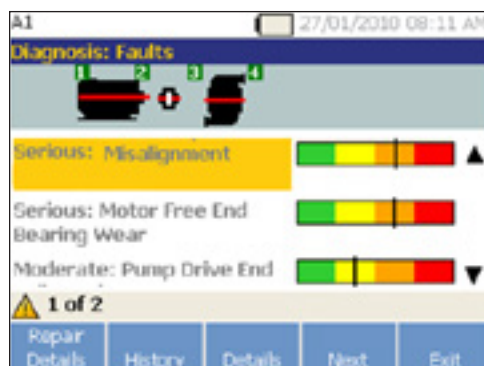 A1 27/01/2010 08:11 AM
Diagnosis: Faults
1 2 3 4
Serious: Misalignment
Serious: Motor Free End
Bearing Wear
Moderate: Pump Drive End
1 of 2
Repair
Details History Details Next Exit